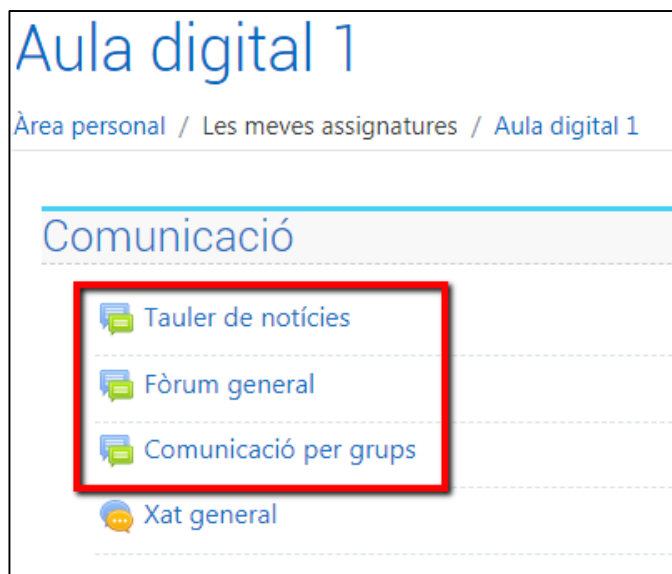 Aula digital 1
Àrea personal / Les meves assignatures / Aula digital 1
Comunicació
Tauler de notícies
Fòrum general
Comunicació per grups
Xat general